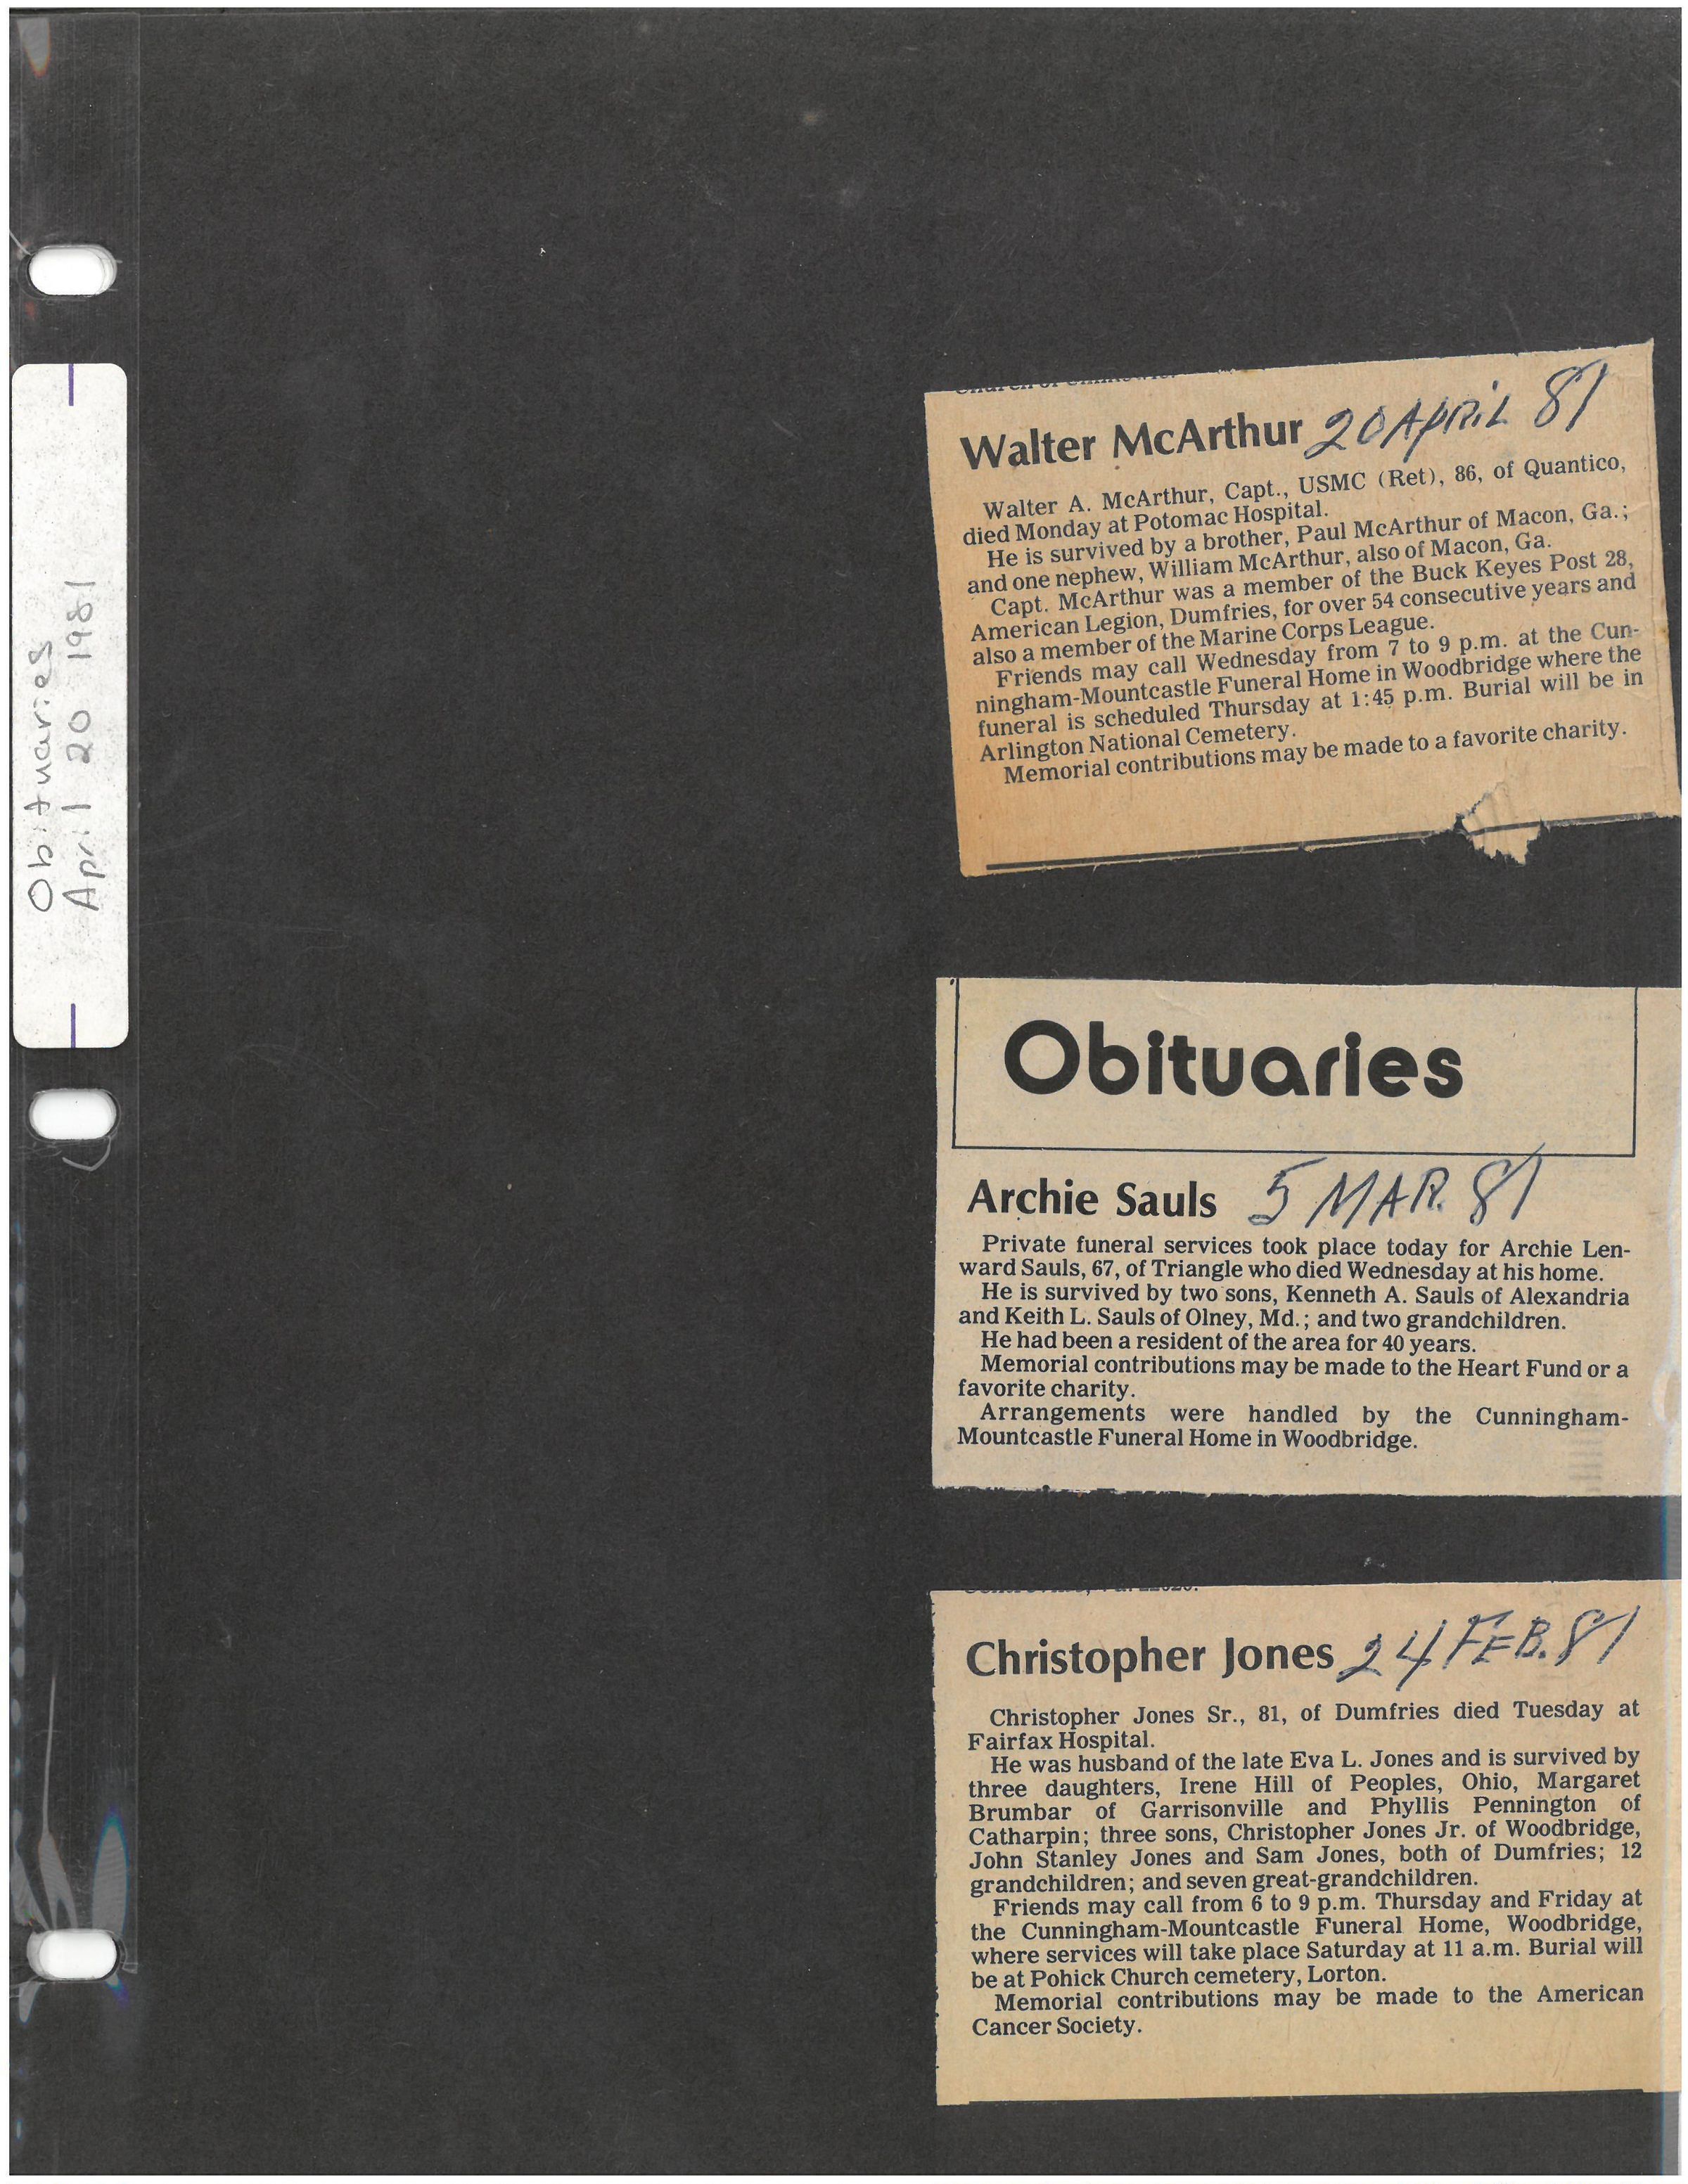 Obituaries
April 20 1981
Walter McArthur 20 April 81
Walter A. McArthur, Capt., USMC (Ret), 86, of Quantico,
died Monday at Potomac Hospital.
He is survived by a brother, Paul McArthur of Macon, Ga.;
and one nephew, William McArthur, also of Macon, Ga.
Capt. McArthur was a member of the Buck Keyes Post 28,
American Legion, Dumfries, for over 54 consecutive years and
also a member of the Marine Corps League.
Friends may call Wednesday from 7 to 9 p.m. at the Cun-
ningham-Mountcastle Funeral Home in Woodbridge where the
funeral is scheduled Thursday at 1:45 p.m. Burial will be in
Arlington National Cemetery.
Memorial contributions may be made to a favorite charity.
Obituaries
Archie Sauls 5 MAR. 81
Private funeral services took place today for Archie Len-
ward Sauls, 67, of Triangle who died Wednesday at his home.
He is survived by two sons, Kenneth A. Sauls of Alexandria
and Keith L. Sauls of Olney, Md.; and two grandchildren.
He had been a resident of the area for 40 years.
Memorial contributions may be made to the Heart Fund or a
favorite charity.
Arrangements were handled by the Cunningham-
Mountcastle Funeral Home in Woodbridge.
Christopher Jones 24 FEB. 81
Christopher Jones Sr., 81, of Dumfries died Tuesday at
Fairfax Hospital.
He was husband of the late Eva L. Jones and is survived by
three daughters, Irene Hill of Peoples, Ohio, Margaret
Brumbar of Garrisonville and Phyllis Pennington of
Catharpin; three sons, Christopher Jones Jr. of Woodbridge,
John Stanley Jones and Sam Jones, both of Dumfries; 12
grandchildren; and seven great-grandchildren.
Friends may call from 6 to 9 p.m. Thursday and Friday at
the Cunningham-Mountcastle Funeral Home, Woodbridge,
where services will take place Saturday at 11 a.m. Burial will
be at Pohick Church cemetery, Lorton.
Memorial contributions may be made to the American
Cancer Society.